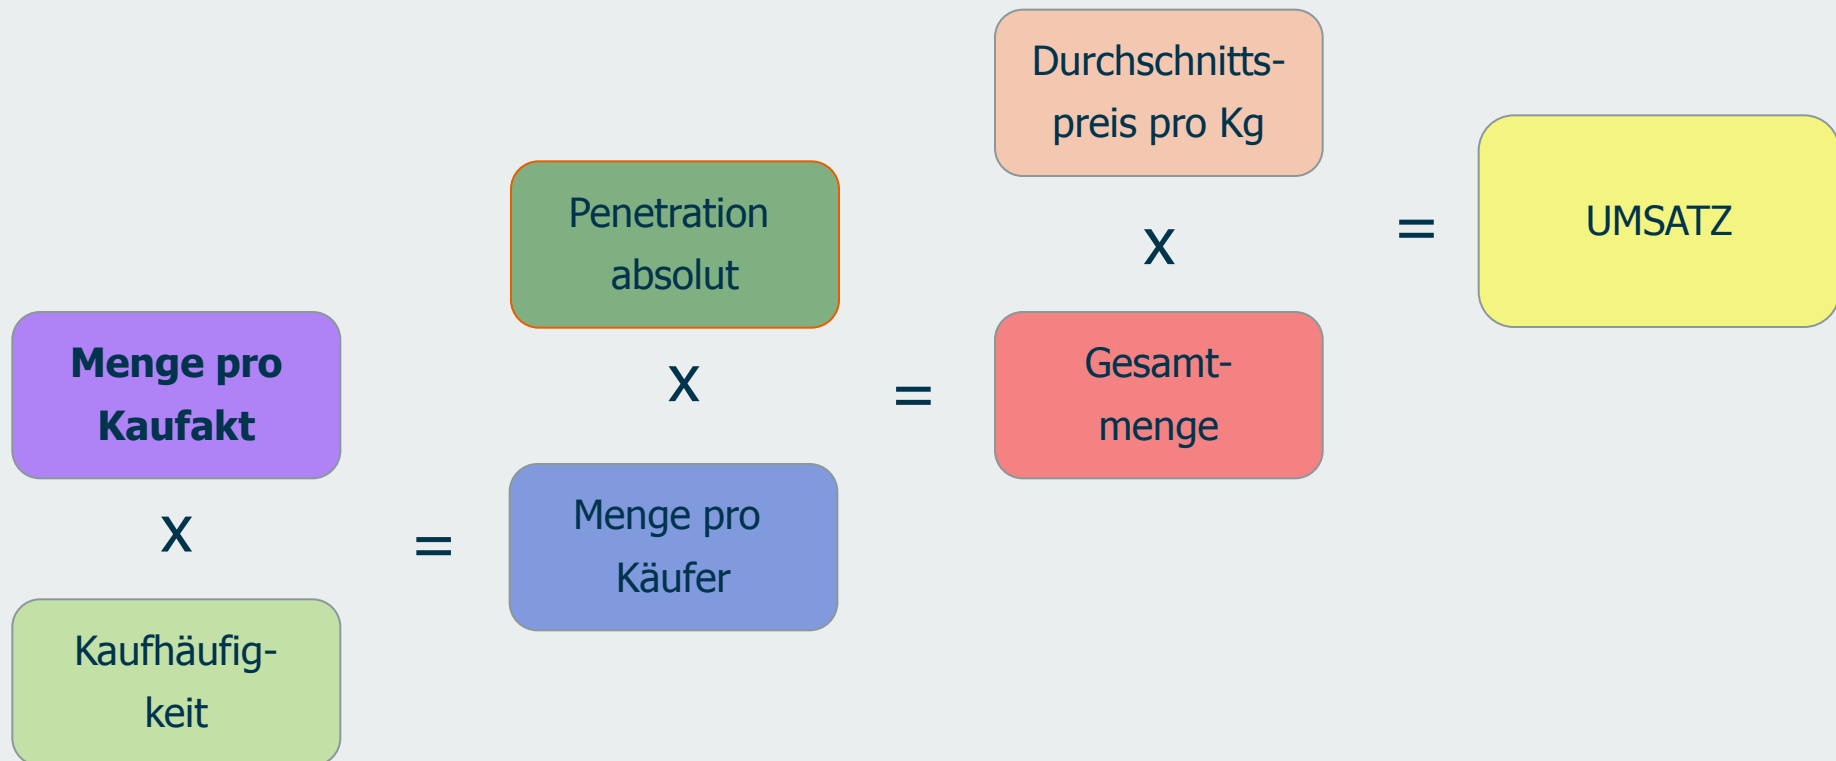 Durchschnitts-
preis pro Kg
Penetration
absolut
x
=
UMSATZ
Menge pro
Kaufakt
x
=
Gesamt-
menge
x
=
Menge pro
Käufer
Kaufhäufig-
keit